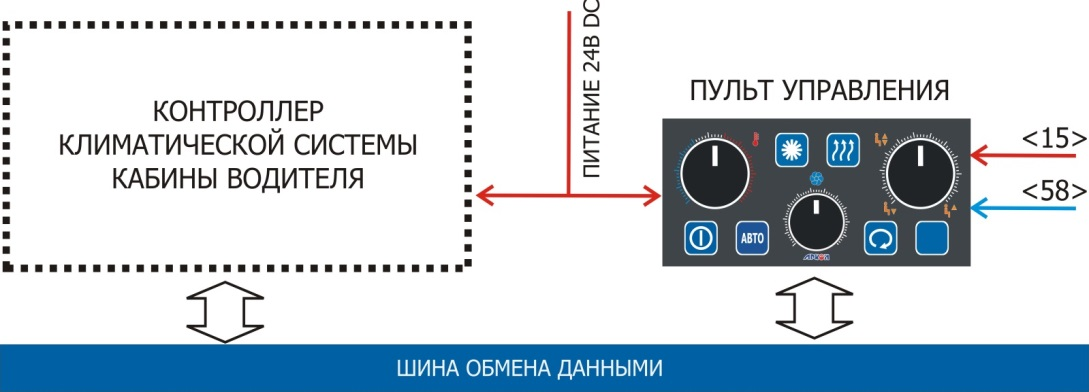 КОНТРОЛЛЕР
КЛИМАТИЧЕСКОЙ СИСТЕМЫ
КАБИНЫ ВОДИТЕЛЯ
ПИТАНИЕ 24В DC
ПУЛЬТ УПРАВЛЕНИЯ
<15>
<58>
АВТО
ШИНА ОБМЕНА ДАННЫМИ